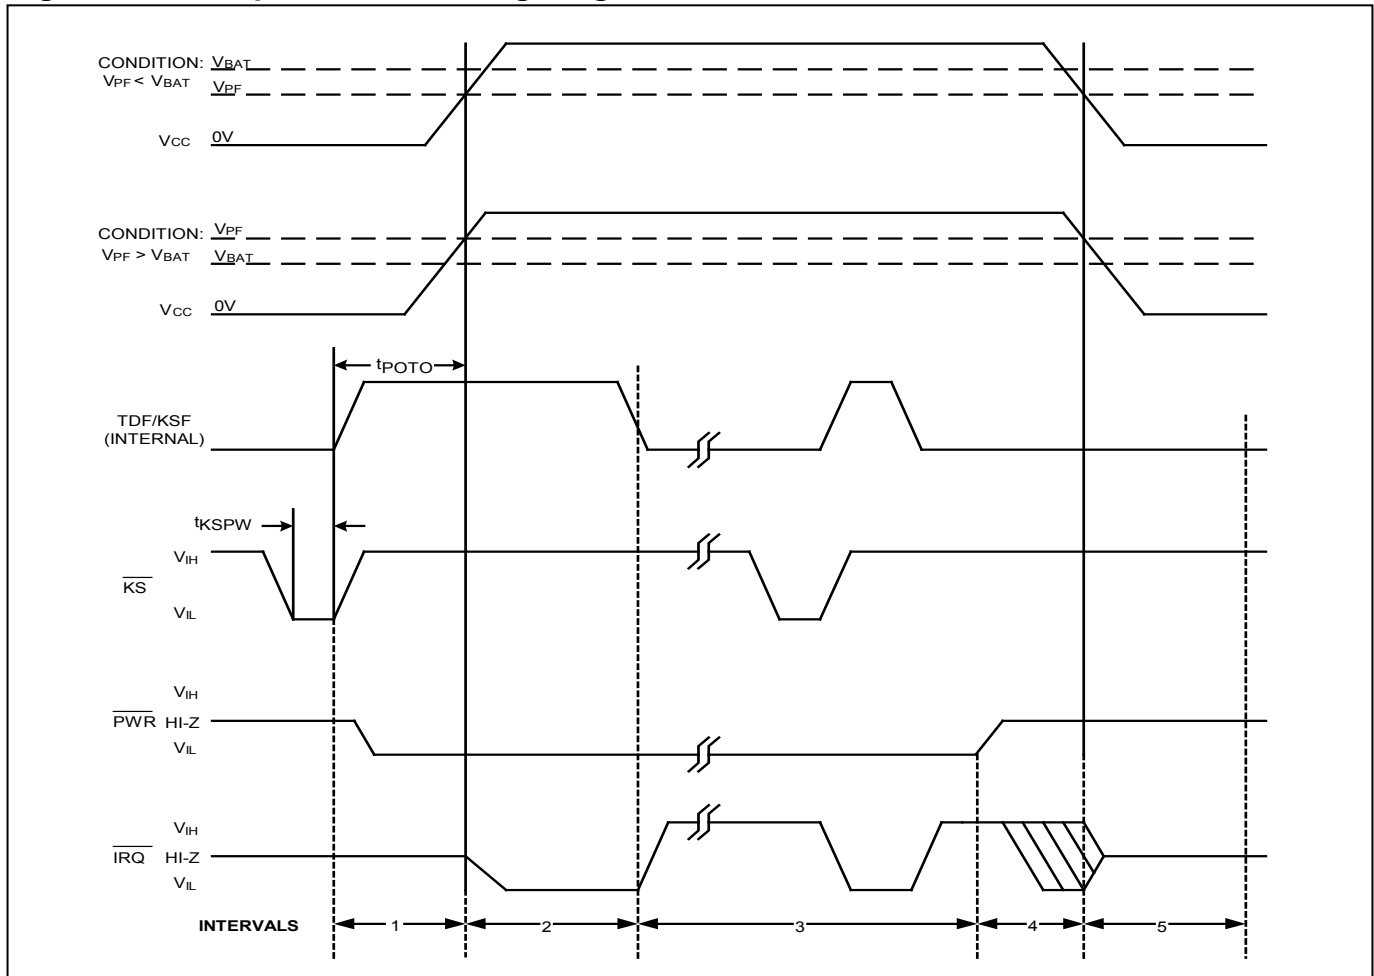 CONDITION: VBAT
VPF < VBAT VPF
VCC 0V
CONDITION: VPF
VPF > VBAT VBAT
VCC 0V
tPOTO
TDF/KSF
(INTERNAL)
tKSPW
VIH
KS
VIL
VIH
PWR HI-Z
VIL
VIH
IRQ HI-Z
VIL
INTERVALS 1 2 3 4 5